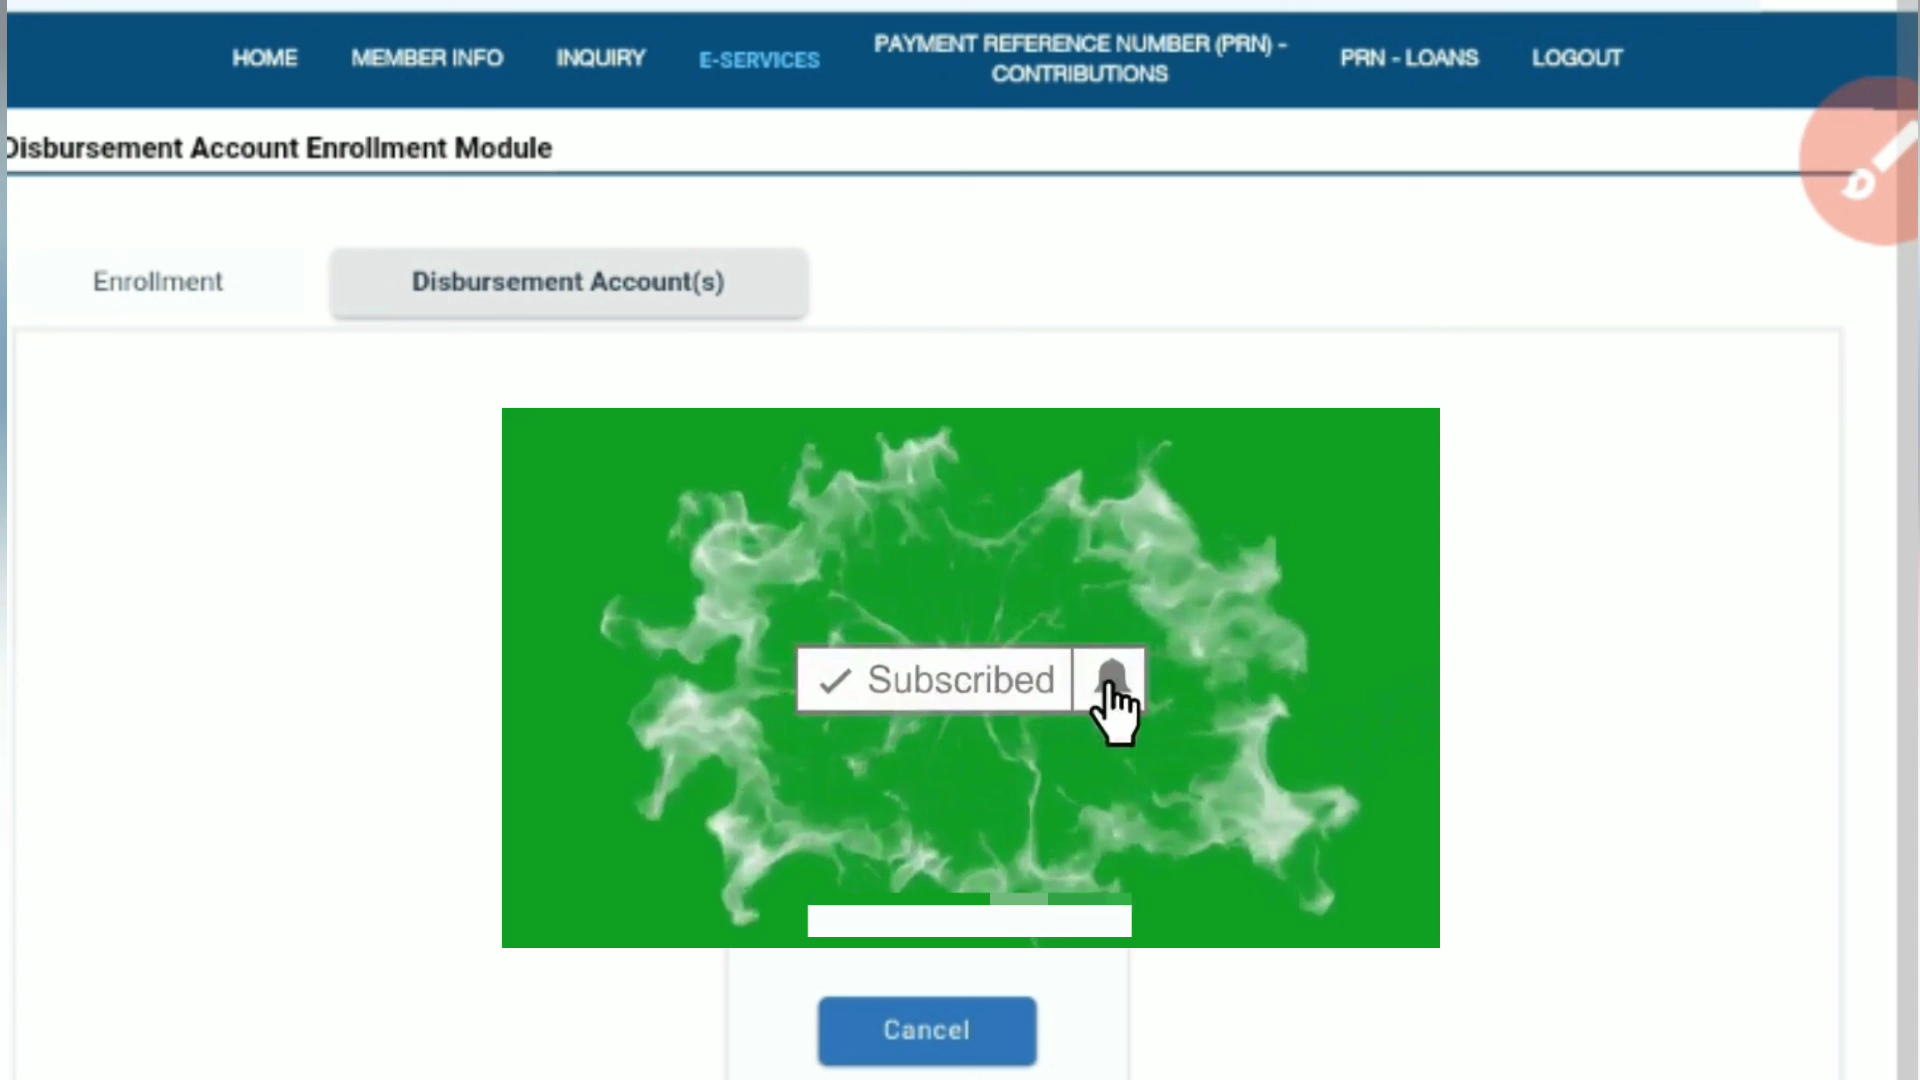 HOME MEMBER INFO INQUIRY E-SERVICES PAYMENT REFERENCE NUMBER (PRN) -
CONTRIBUTIONS PRN - LOANS LOGOUT
Disbursement Account Enrollment Module
Enrollment Disbursement Account(s)
Subscribed
Cancel